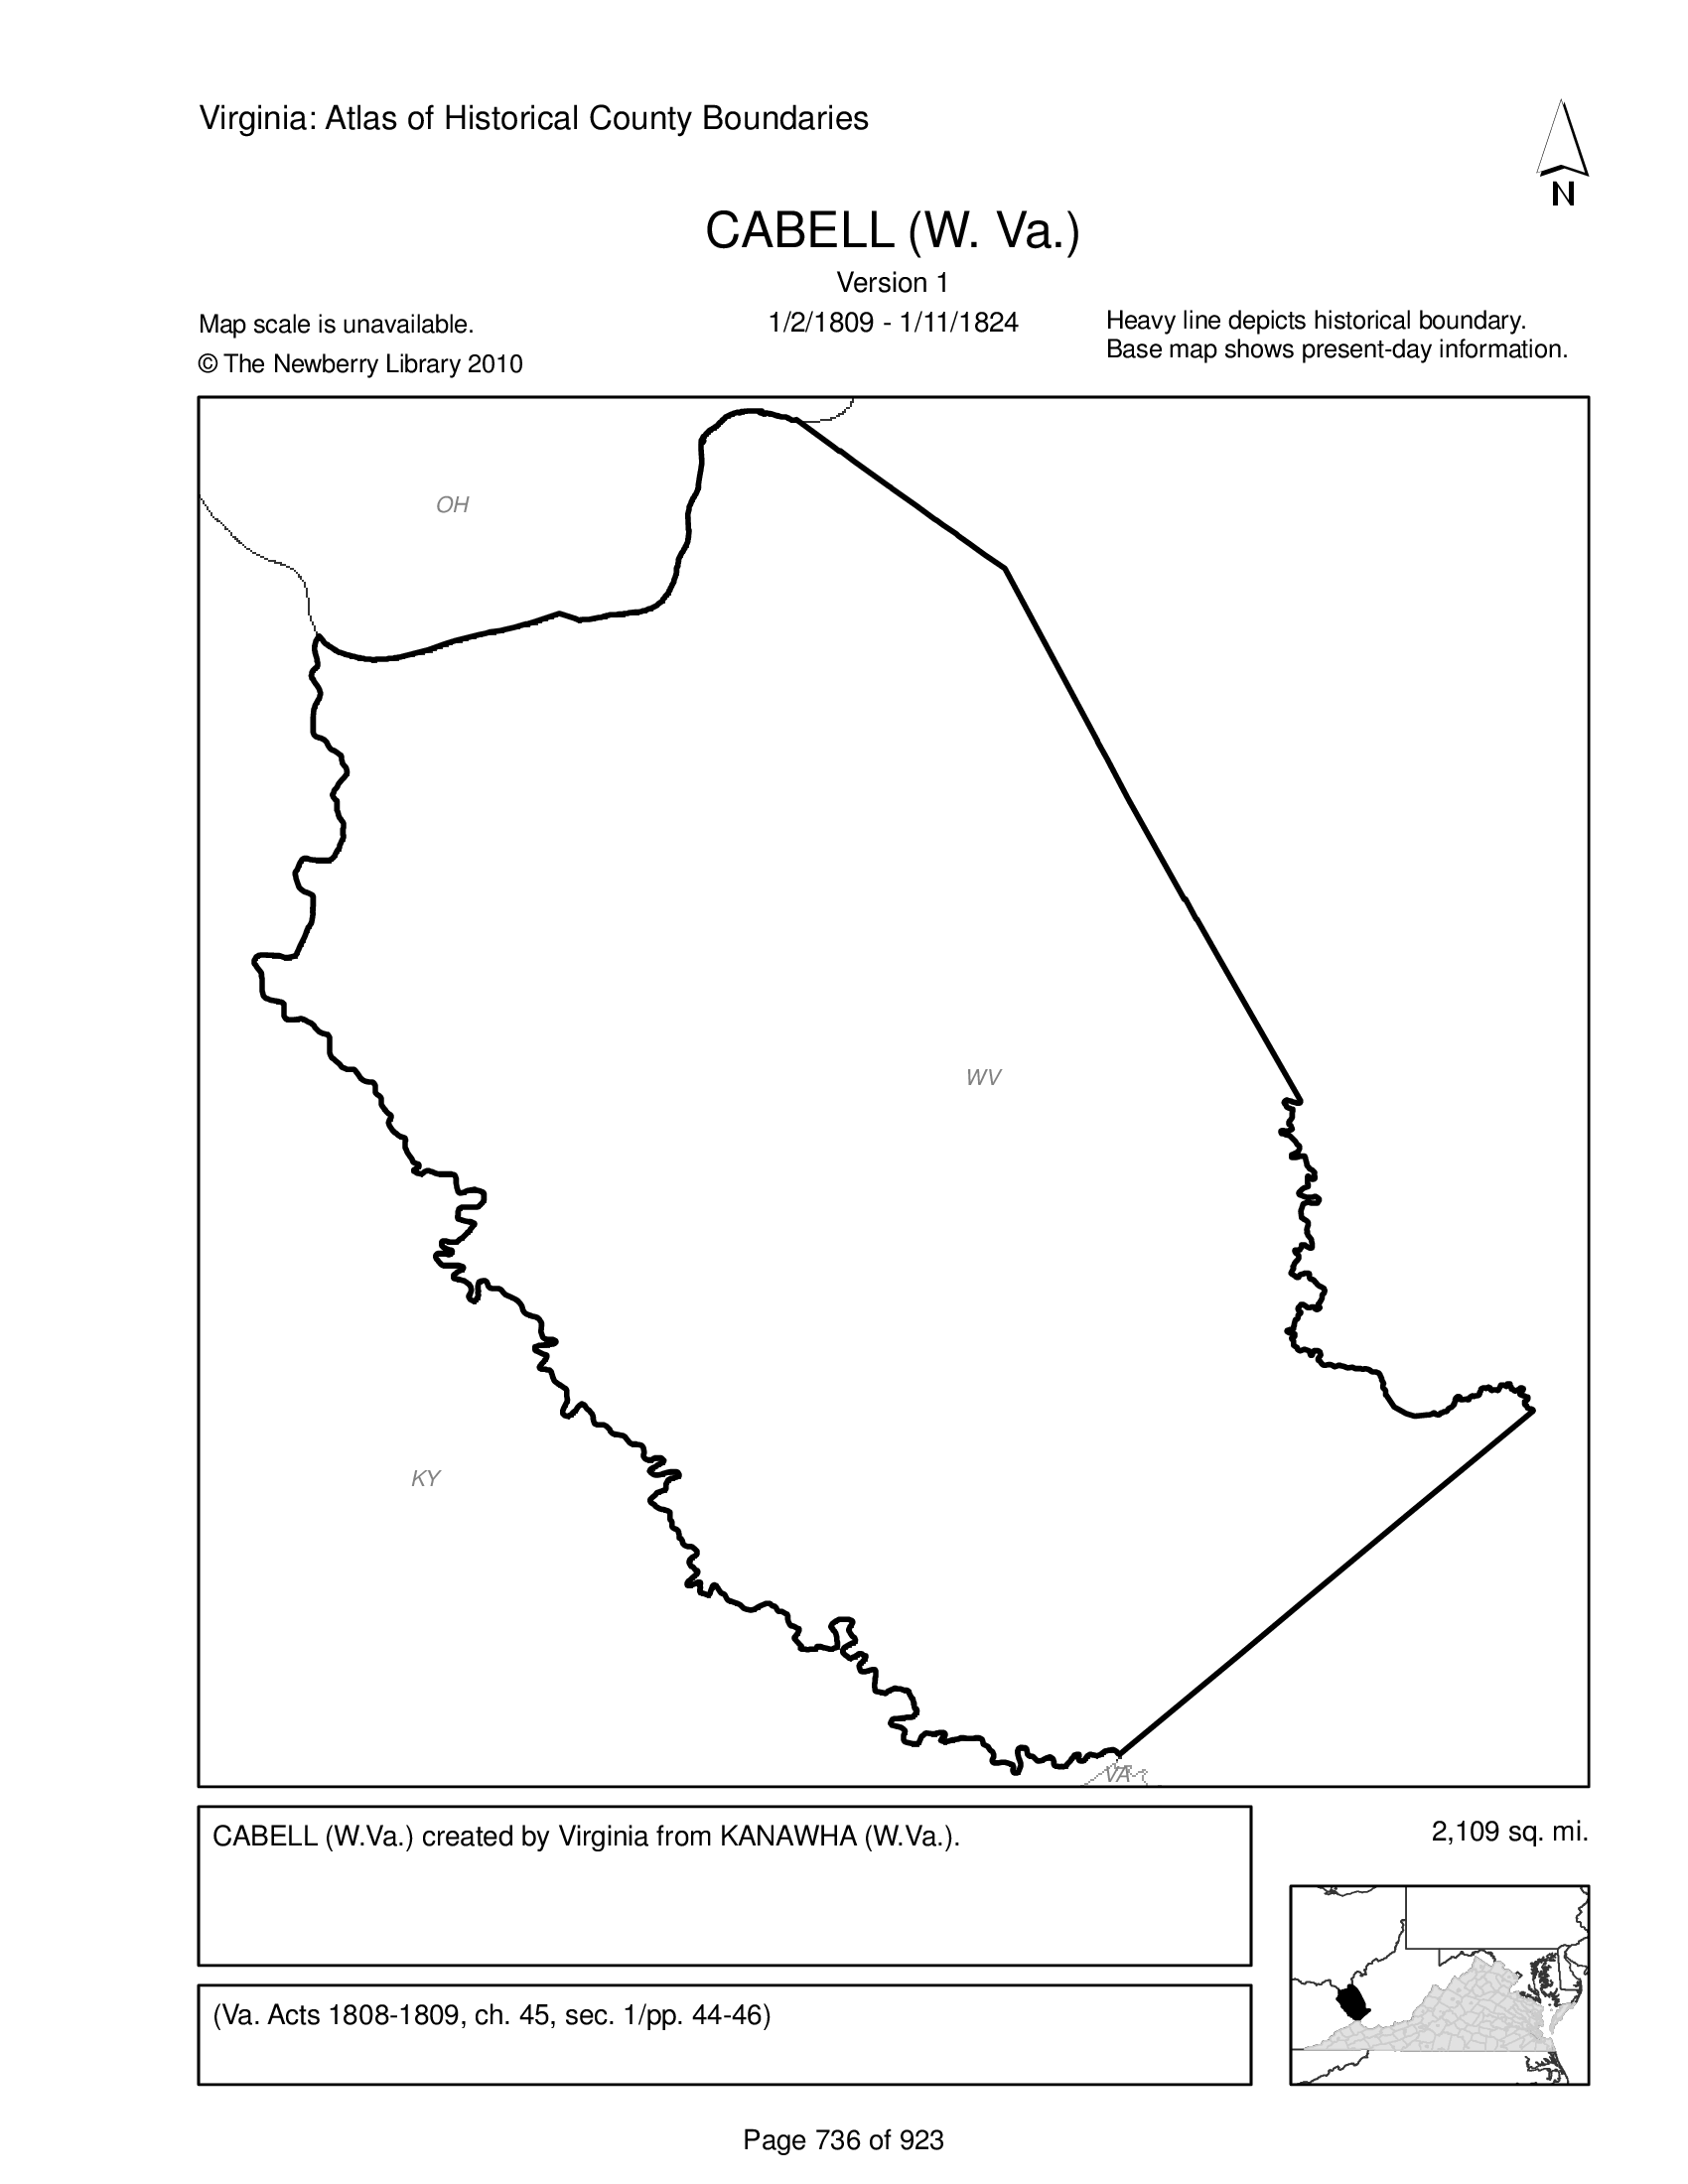 Virginia: Atlas of Historical County Boundaries
N
CABELL (W. Va.)
Version 1
Map scale is unavailable.
1/2/1809 - 1/11/1824
Heavy line depicts historical boundary.
Base map shows present-day information.
© The Newberry Library 2010
OH
WV
KY
VA
CABELL (W.Va.) created by Virginia from KANAWHA (W.Va.).
2,109 sq. mi.
(Va. Acts 1808-1809, ch. 45, sec. 1/pp. 44-46)
Page 736 of 923